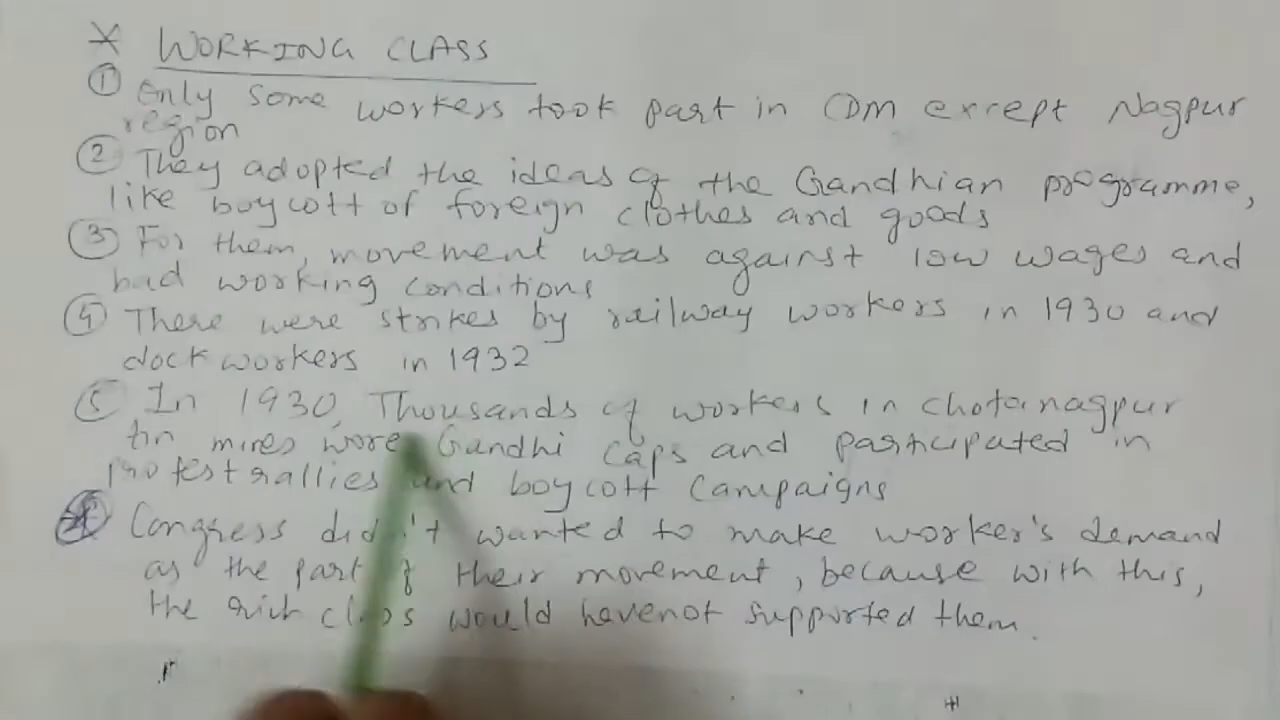 * WORKING CLASS
① Only some workers took part in CDM except Nagpur
region
② They adopted the ideas of the Gandhian programme,
like boycott of foreign clothes and goods
③ For them, movement was against low wages and
bad working conditions
④ There were strikes by railway workers in 1930 and
dockworkers in 1932
⑤ In 1930, Thousands of workers in chotanagpur
tin mines wore Gandhi caps and participated in
protest rallies and boycott campaigns
Congress didn't wanted to make worker's demand
as the part of their movement, because with this,
the rich class would havenot supported them.